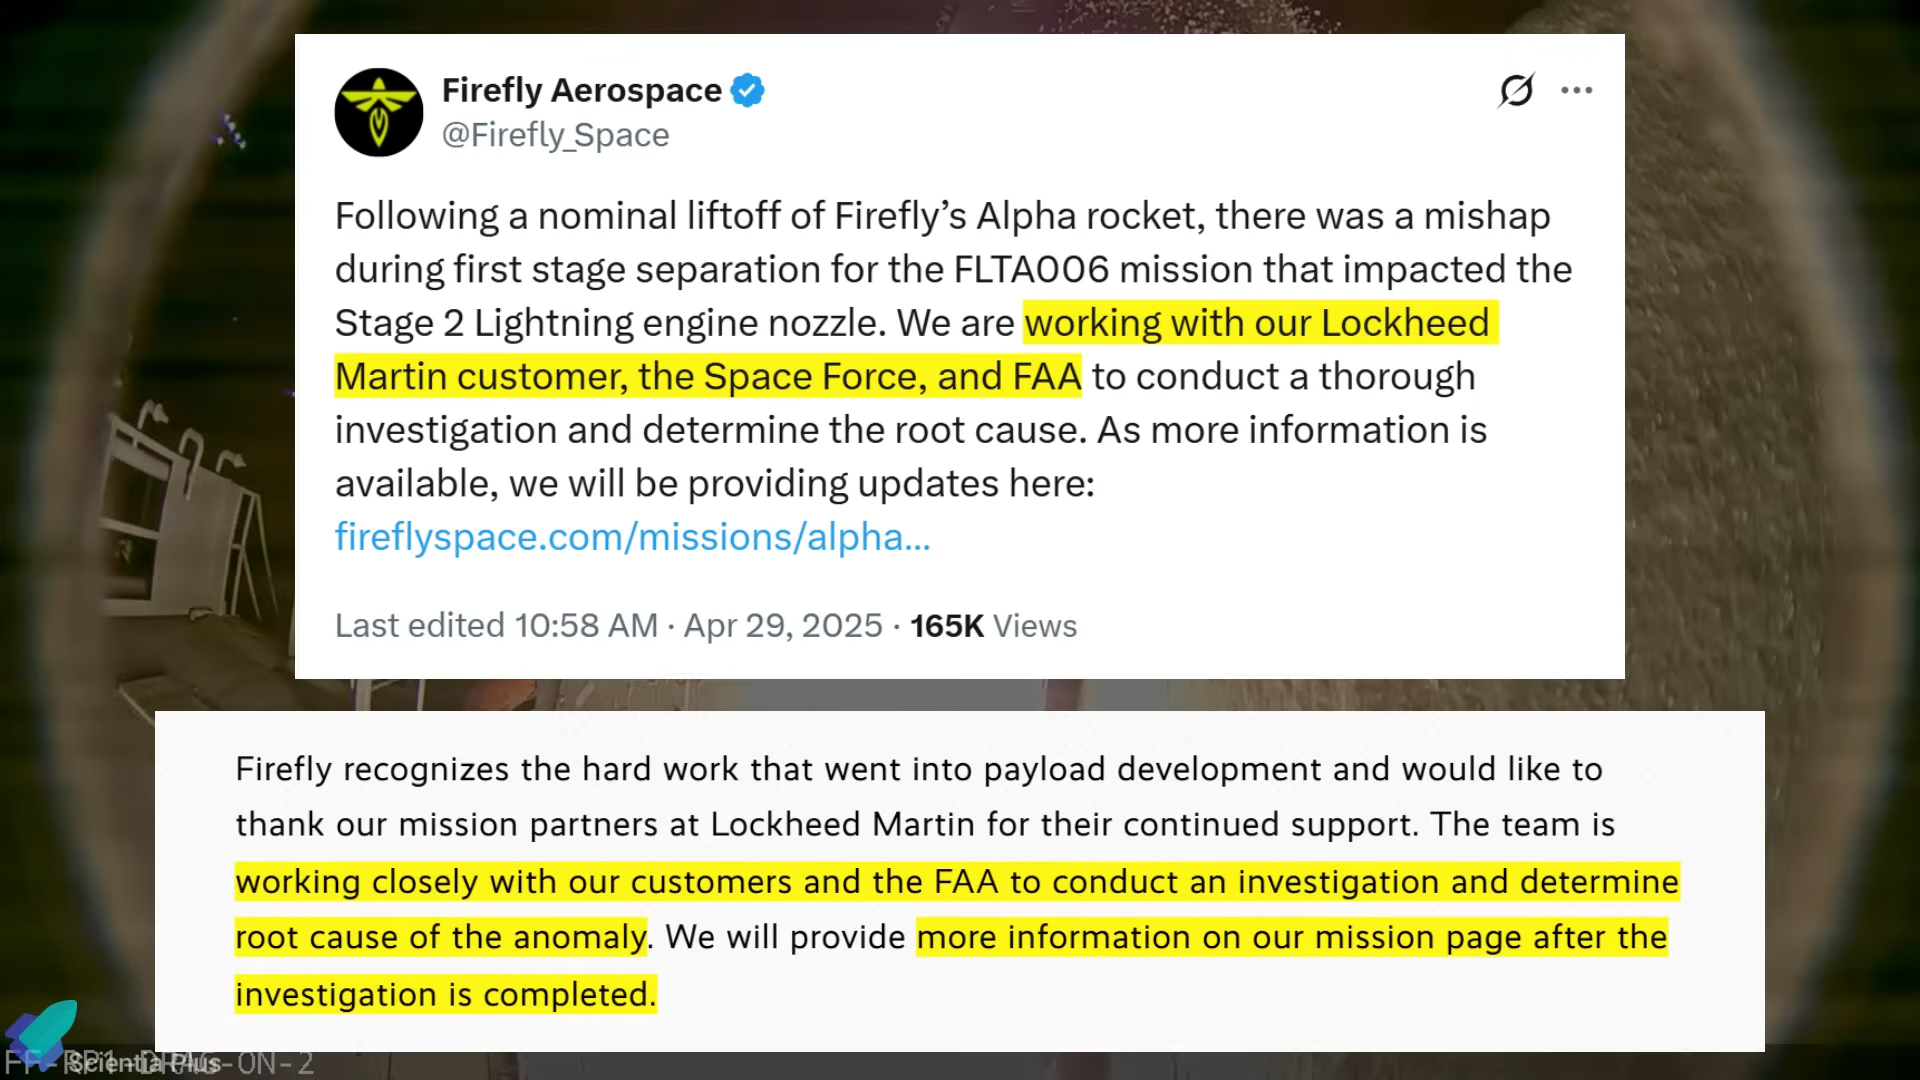 Firefly Aerospace
@Firefly_Space
Following a nominal liftoff of Firefly’s Alpha rocket, there was a mishap
during first stage separation for the FLTA006 mission that impacted the
Stage 2 Lightning engine nozzle. We are working with our Lockheed
Martin customer, the Space Force, and FAA to conduct a thorough
investigation and determine the root cause. As more information is
available, we will be providing updates here:
fireflyspace.com/missions/alpha...
Last edited 10:58 AM · Apr 29, 2025 · 165K Views
Firefly recognizes the hard work that went into payload development and would like to
thank our mission partners at Lockheed Martin for their continued support. The team is
working closely with our customers and the FAA to conduct an investigation and determine
root cause of the anomaly. We will provide more information on our mission page after the
investigation is completed.
Scientia Plus